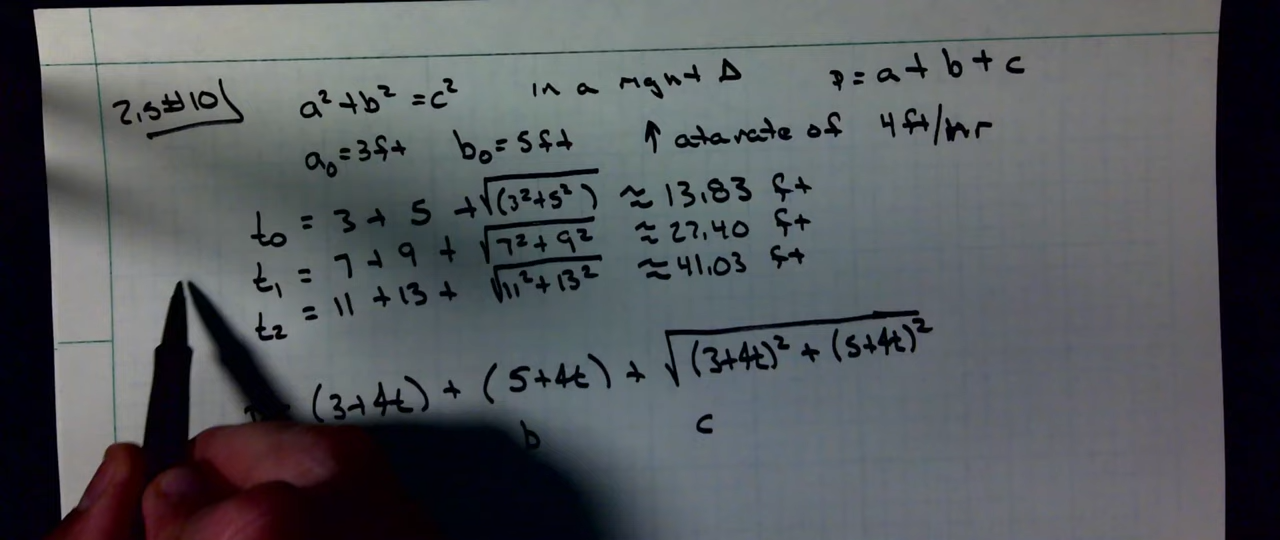 2.5#10 a² + b² = c² in a right Δ P = a + b + c
a₀ = 3ft b₀ = 5ft ↑ at a rate of 4 ft/hr
t₀ = 3 + 5 + √(3²+5²) ≈ 13.83 ft
t₁ = 7 + 9 + √7² + 9² ≈ 27.40 ft
t₂ = 11 + 13 + √11² + 13² ≈ 41.03 ft
(3+4t) + (5+4t) + √(3+4t)² + (5+4t)²
b c